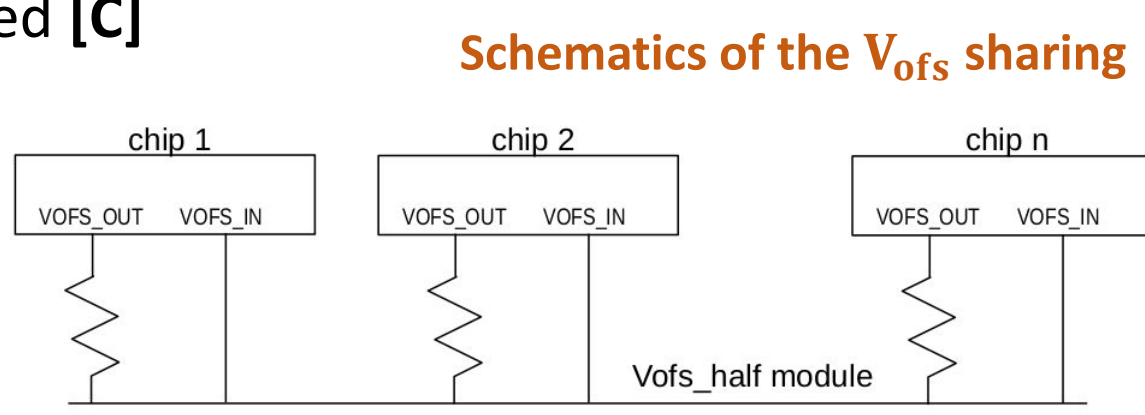 ed [C]
Schematics of the Vofs sharing
chip 1
chip 2
chip n
VOFS_OUT VOFS_IN
VOFS_OUT VOFS_IN
VOFS_OUT VOFS_IN
Vofs_half module